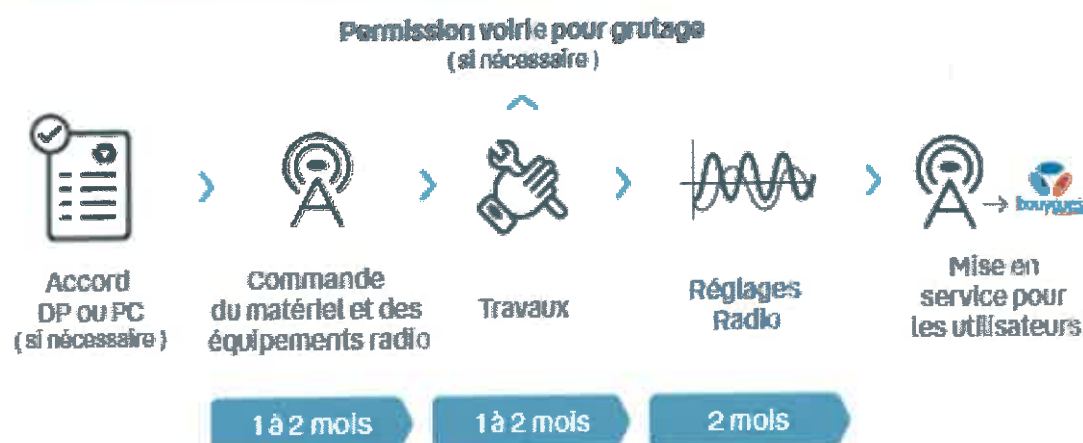 Permission voirie pour grutage
( si nécessaire )
Accord
DP ou PC
( si nécessaire )
Commande
du matériel et des
équipements radio
Travaux
Réglages
Radio
bouygues
Mise en
service pour
les utilisateurs
1 à 2 mois
1 à 2 mois
2 mois